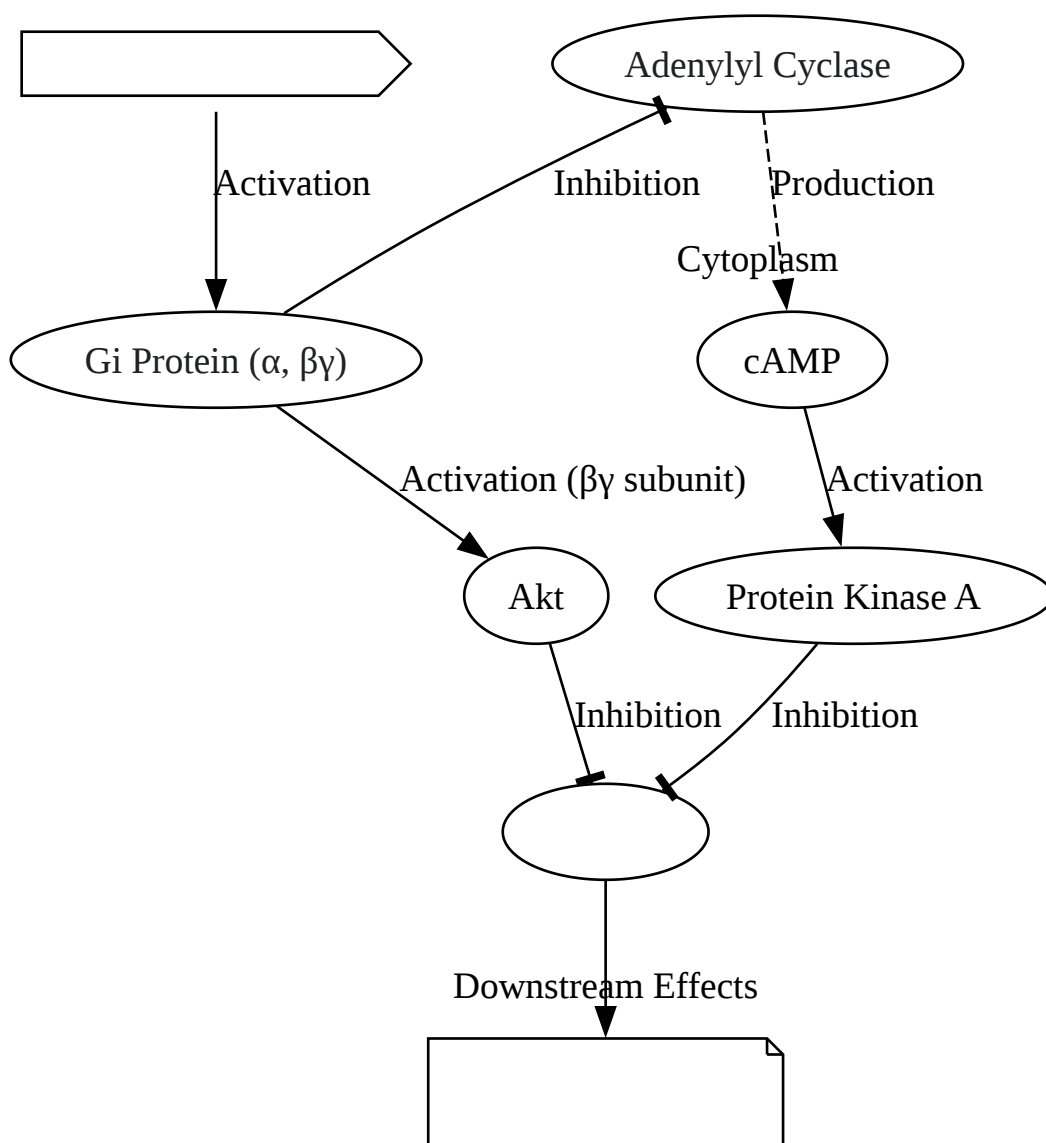 Adenylyl Cyclase
Activation
Inhibition
Production
Cytoplasm
Gi Protein (α, βγ)
cAMP
Activation (βγ subunit)
Activation
Akt
Protein Kinase A
Inhibition
Inhibition
Downstream Effects